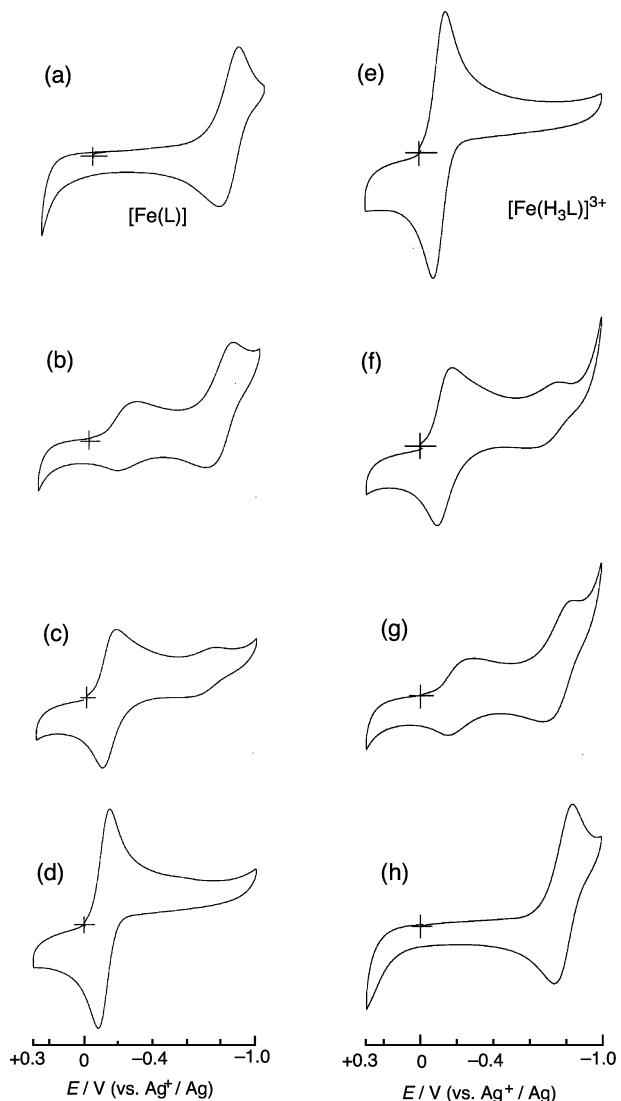 (a)
[Fe(L)]
(b)
(c)
(d)
+0.3 0 −0.4 −1.0
E / V (vs. Ag+ / Ag)
(e)
[Fe(H3L)]3+
(f)
(g)
(h)
+0.3 0 −0.4 −1.0
E / V (vs. Ag+ / Ag)